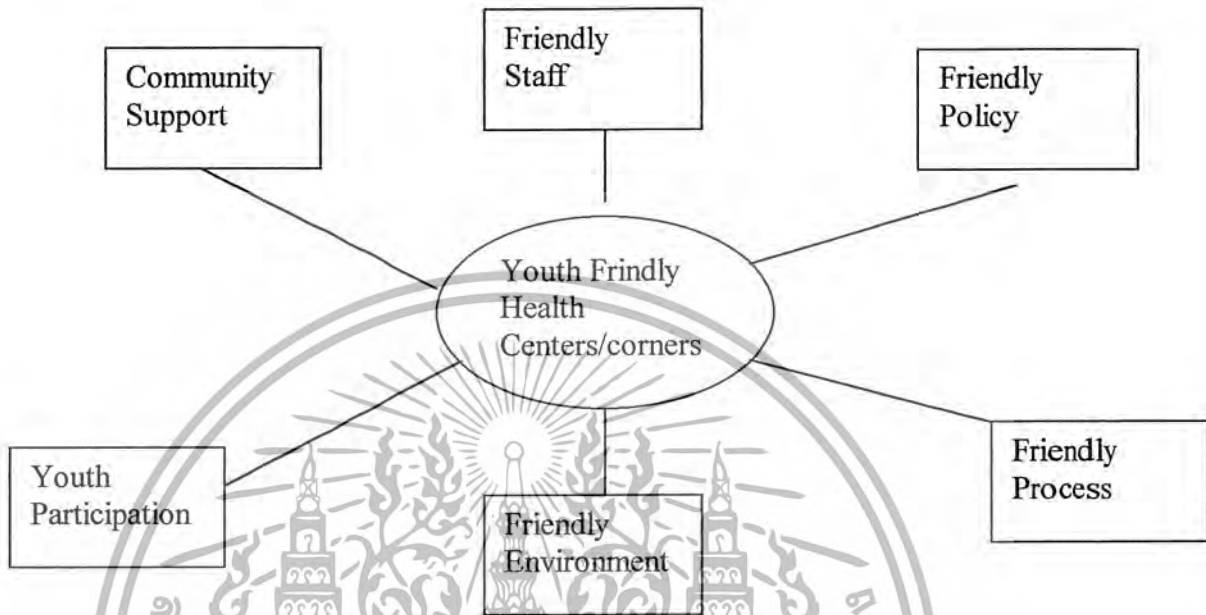 Friendly
Staff
Community
Support
Friendly
Policy
Youth Frindly
Health
Centers/corners
Youth
Participation
Friendly
Environment
Friendly
Process